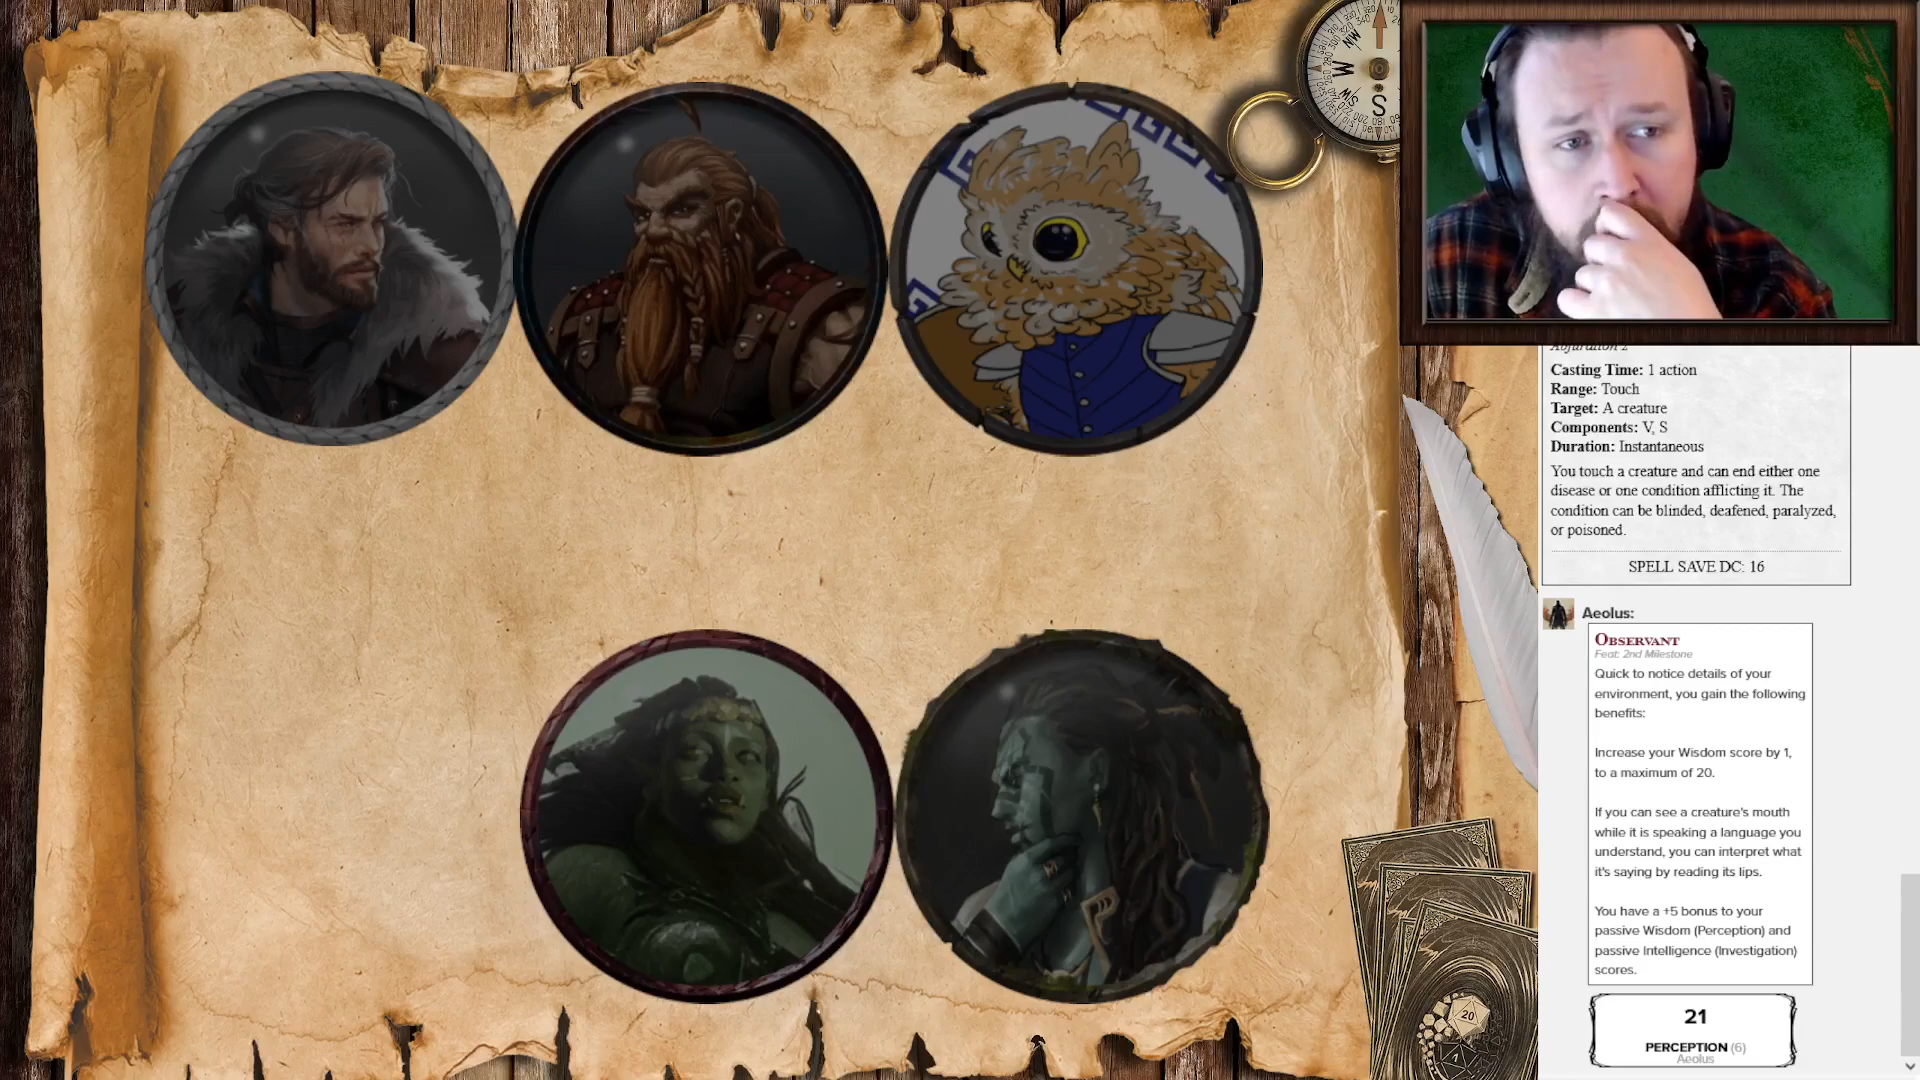 NW
W
SW
S
Abjuration 2
Casting Time: 1 action
Range: Touch
Target: A creature
Components: V, S
Duration: Instantaneous
You touch a creature and can end either one
disease or one condition afflicting it. The
condition can be blinded, deafened, paralyzed,
or poisoned.
SPELL SAVE DC: 16
Aeolus:
OBSERVANT
Feat: 2nd Milestone
Quick to notice details of your
environment, you gain the following
benefits:
Increase your Wisdom score by 1,
to a maximum of 20.
If you can see a creature's mouth
while it is speaking a language you
understand, you can interpret what
it's saying by reading its lips.
You have a +5 bonus to your
passive Wisdom (Perception) and
passive Intelligence (Investigation)
scores.
20
21
PERCEPTION (6)
Aeolus